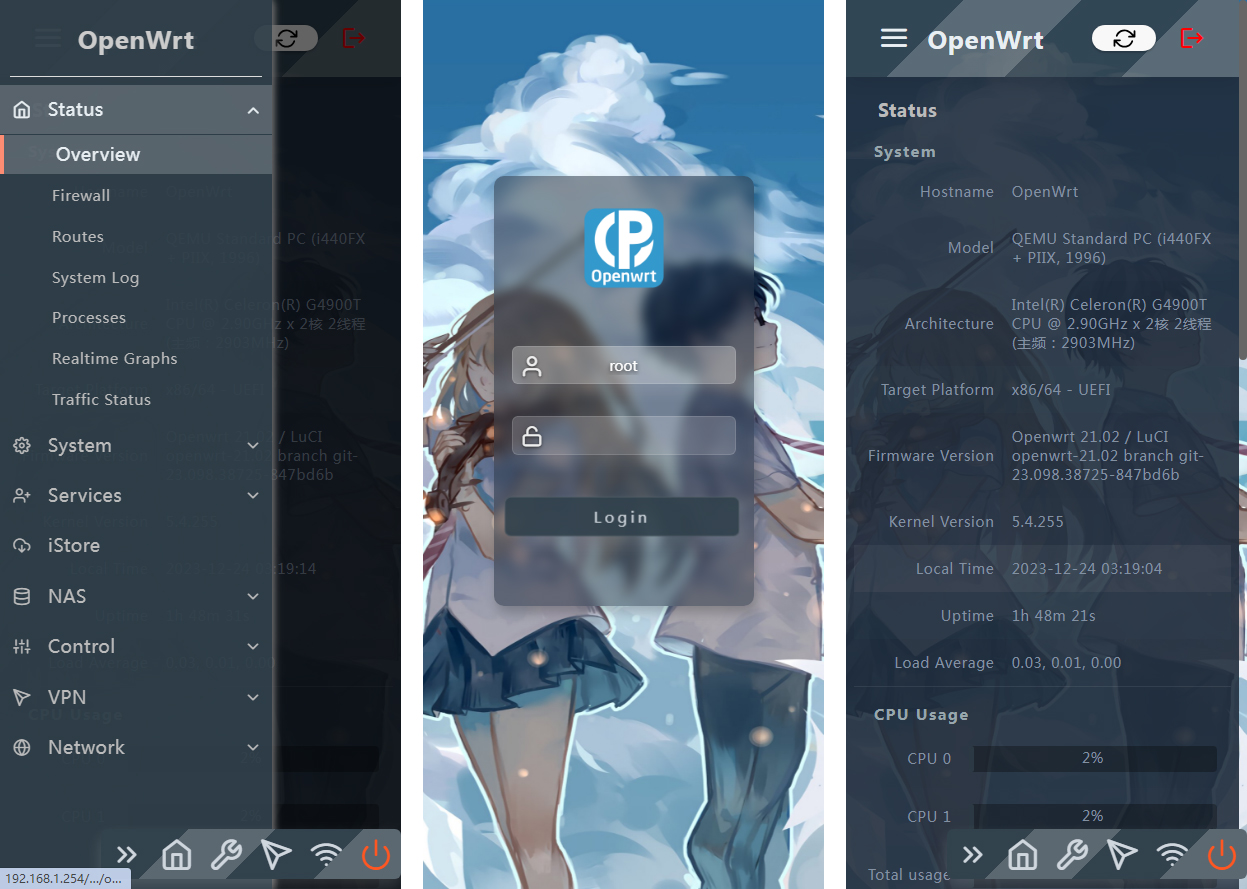 OpenWrt
Status
Overview
Firewall
Routes
System Log
Processes
Realtime Graphs
Traffic Status
System
Services
iStore
NAS
Control
VPN
Network
192.168.1.254/.../o...
Openwrt
root
Login
OpenWrt
Status
System
Hostname OpenWrt
Model QEMU Standard PC (i440FX
+ PIIX, 1996)
Architecture Intel(R) Celeron(R) G4900T
CPU @ 2.90GHz x 2核 2线程
(主频：2903MHz)
Target Platform x86/64 - UEFI
Firmware Version Openwrt 21.02 / LuCI
openwrt-21.02 branch git-
23.098.38725-847bd6b
Kernel Version 5.4.255
Local Time 2023-12-24 03:19:04
Uptime 1h 48m 21s
Load Average 0.03, 0.01, 0.00
CPU Usage
CPU 0 2%
CPU 1 2%
Total usage